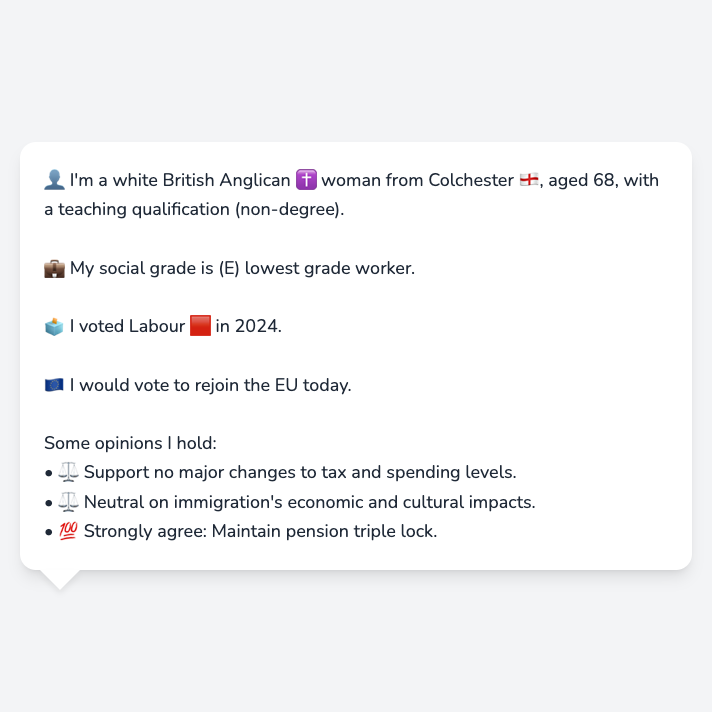 👤 I'm a white British Anglican ✝️ woman from Colchester 🏴󠁧󠁢󠁥󠁮󠁧󠁿, aged 68, with
a teaching qualification (non-degree).
💼 My social grade is (E) lowest grade worker.
🗳️ I voted Labour 🟥 in 2024.
🇪🇺 I would vote to rejoin the EU today.
Some opinions I hold:
• ⚖️ Support no major changes to tax and spending levels.
• ⚖️ Neutral on immigration's economic and cultural impacts.
• 💯 Strongly agree: Maintain pension triple lock.